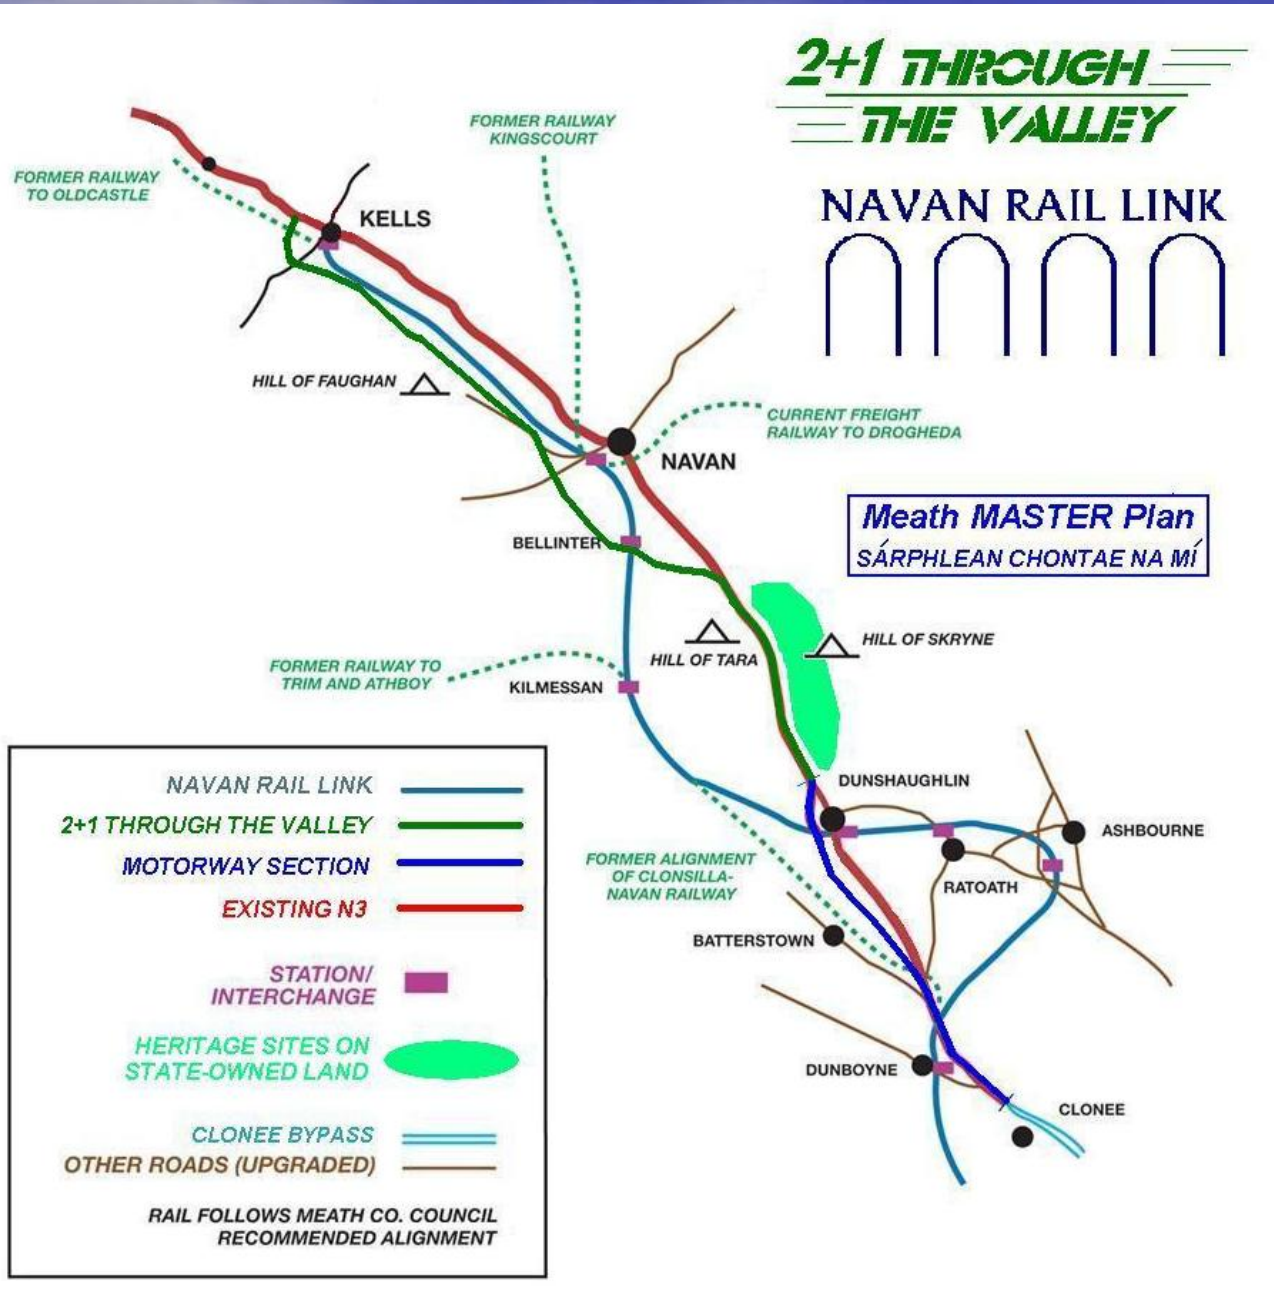 2+1 THROUGH
THE VALLEY
NAVAN RAIL LINK
FORMER RAILWAY
KINGSCOURT
FORMER RAILWAY
TO OLDCASTLE
KELLS
HILL OF FAUGHAN
CURRENT FREIGHT
RAILWAY TO DROGHEDA
NAVAN
Meath MASTER Plan
SÁRPHLEAN CHONTAE NA MÍ
BELLINTER
HILL OF SKRYNE
HILL OF TARA
FORMER RAILWAY TO
TRIM AND ATHBOY
KILMESSAN
DUNSHAUGHLIN
ASHBOURNE
FORMER ALIGNMENT
OF CLONSILLA-
NAVAN RAILWAY
RATOATH
BATTERSTOWN
DUNBOYNE
CLONEE
NAVAN RAIL LINK
2+1 THROUGH THE VALLEY
MOTORWAY SECTION
EXISTING N3
STATION/
INTERCHANGE
HERITAGE SITES ON
STATE-OWNED LAND
CLONEE BYPASS
OTHER ROADS (UPGRADED)
RAIL FOLLOWS MEATH CO. COUNCIL
RECOMMENDED ALIGNMENT